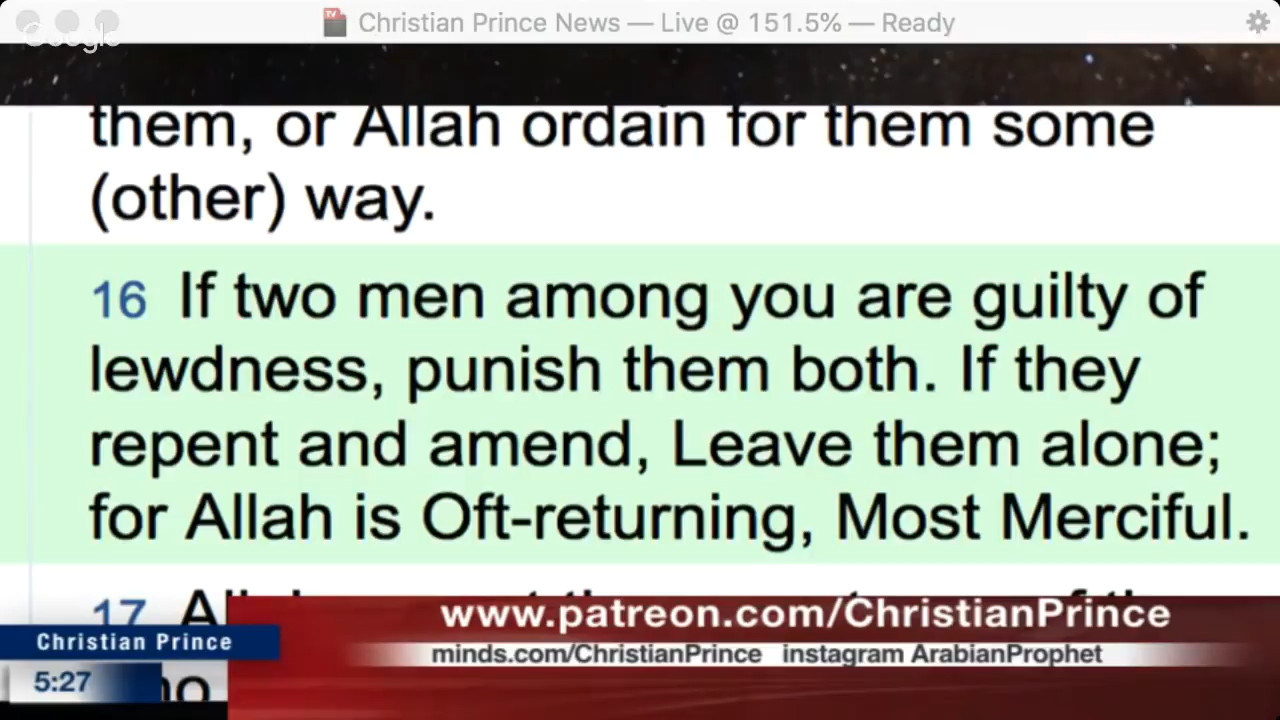 Christian Prince News — Live @ 151.5% — Ready
Google
them, or Allah ordain for them some
(other) way.
16 If two men among you are guilty of
lewdness, punish them both. If they
repent and amend, Leave them alone;
for Allah is Oft-returning, Most Merciful.
17
www.patreon.com/ChristianPrince
Christian Prince
minds.com/ChristianPrince instagram ArabianProphet
5:27